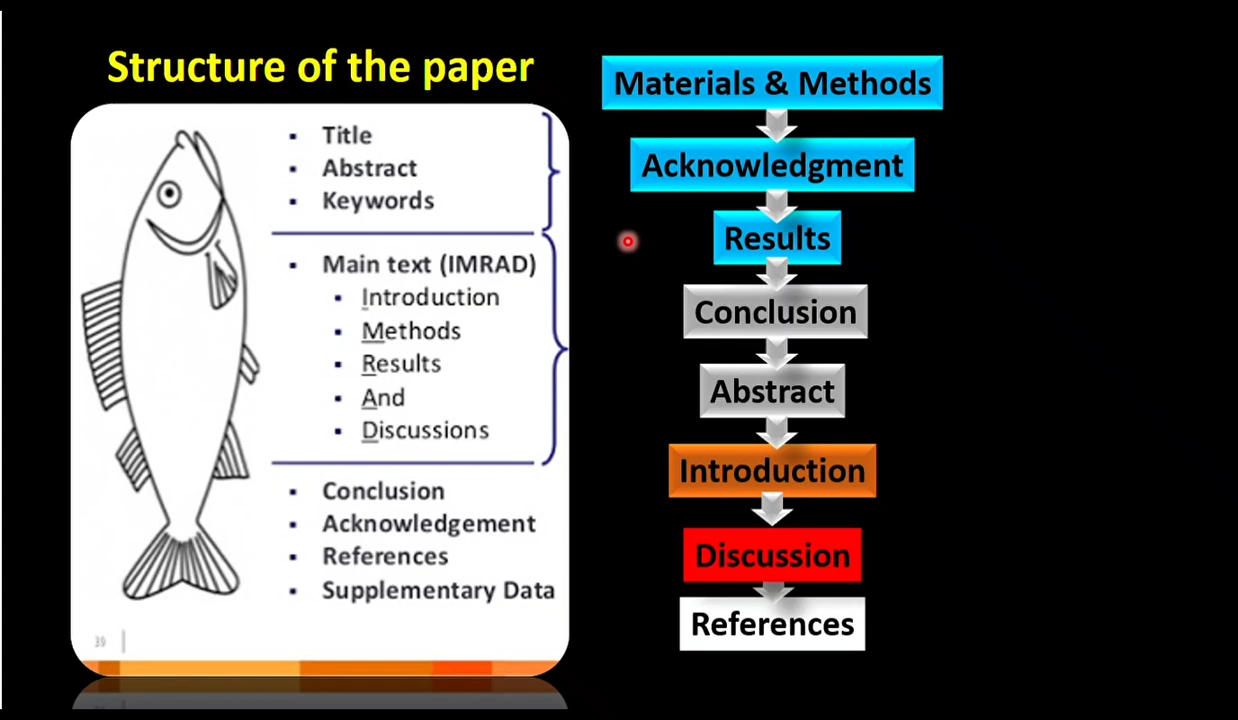 Structure of the paper
Title
Abstract
Keywords
Main text (IMRAD)
Introduction
Methods
Results
And
Discussions
Conclusion
Acknowledgement
References
Supplementary Data
39
Materials & Methods
Acknowledgment
Results
Conclusion
Abstract
Introduction
Discussion
References